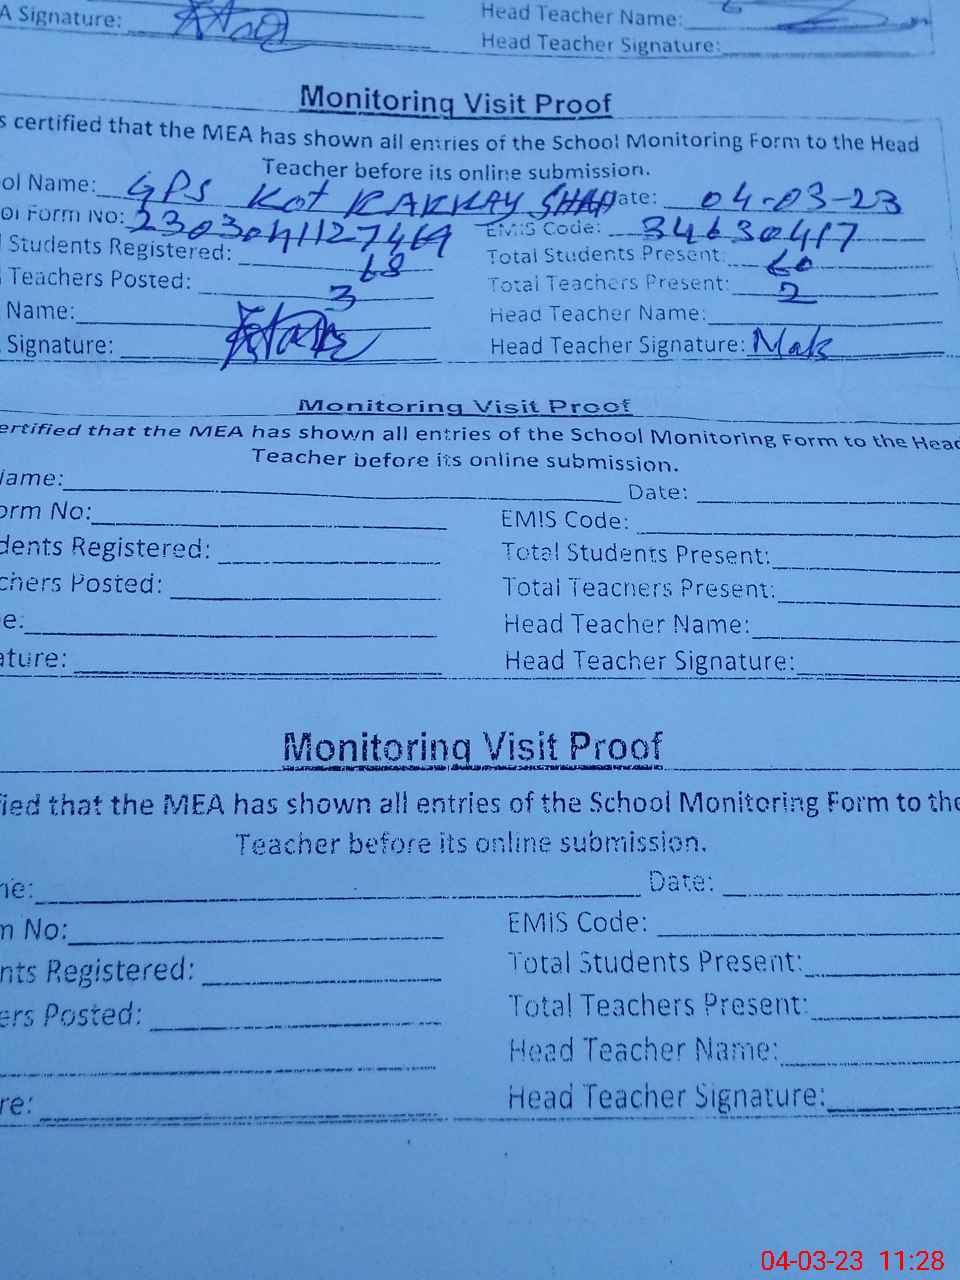 A Signature:
Head Teacher Name:
Head Teacher Signature:
Monitoring Visit Proof
s certified that the MEA has shown all entries of the School Monitoring Form to the Head
Teacher before its online submission.
ol Name: GPS Kot RAKKAY SHAH ate: 04-03-23
ol Form No: EMIS Code: 34630417
l Students Registered: 68 Total Students Present: 60
Teachers Posted: 3 Total Teachers Present: 2
Name: Head Teacher Name:
Signature: Head Teacher Signature:
Monitoring Visit Proof
ertified that the MEA has shown all entries of the School Monitoring Form to the Head
Teacher before its online submission.
Name: Date:
orm No: EMIS Code:
dents Registered: Total Students Present:
chers Posted: Total Teachers Present:
e: Head Teacher Name:
ature: Head Teacher Signature:
Monitoring Visit Proof
fied that the MEA has shown all entries of the School Monitoring Form to the
Teacher before its online submission.
ne: Date:
m No: EMIS Code:
nts Registered: Total Students Present:
ers Posted: Total Teachers Present:
Head Teacher Name:
re: Head Teacher Signature:
04-03-23 11:28